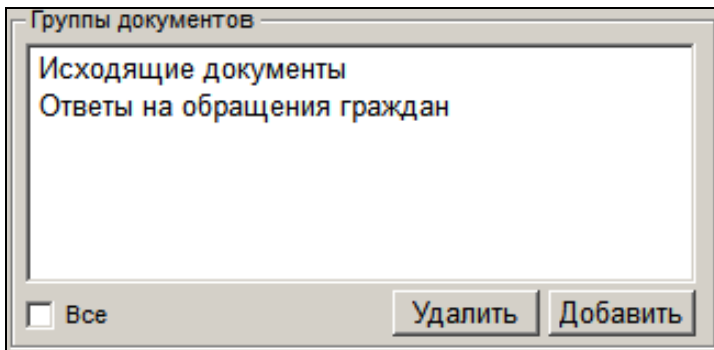 Группы документов
Исходящие документы
Ответы на обращения граждан
Все
Удалить
Добавить